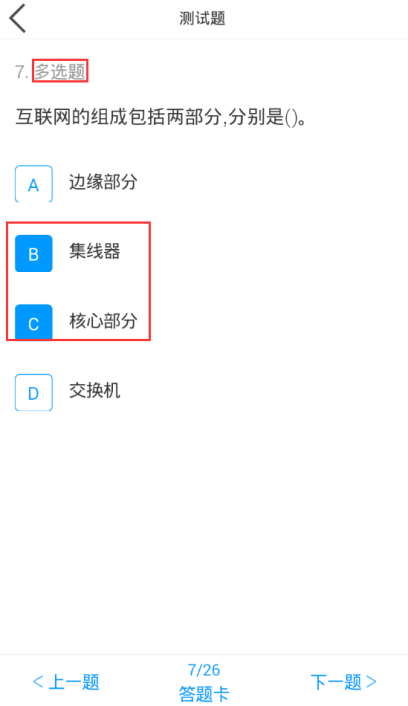 测试题
7. 多选题
互联网的组成包括两部分,分别是()。
A 边缘部分
B 集线器
C 核心部分
D 交换机
<上一题 7/26 下一题>
答题卡